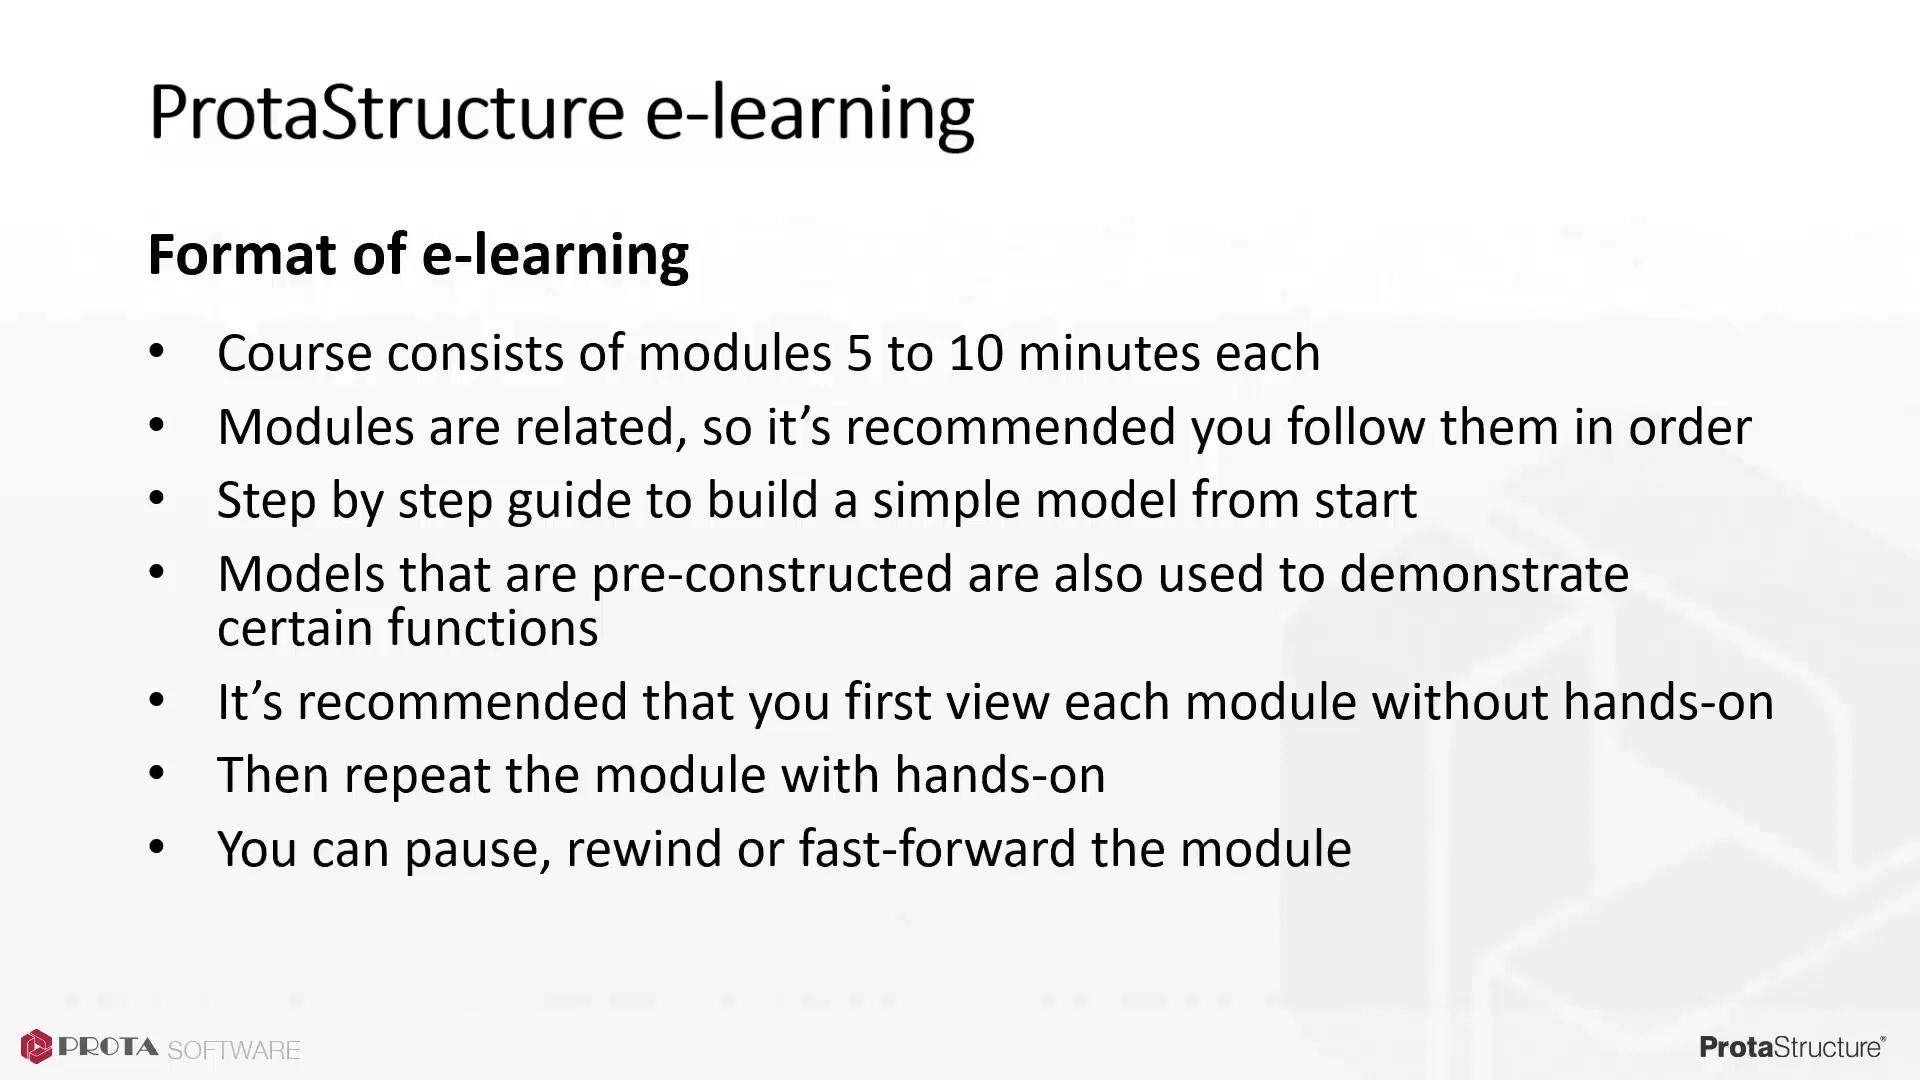 ProtaStructure e-learning
Format of e-learning
• Course consists of modules 5 to 10 minutes each
• Modules are related, so it’s recommended you follow them in order
• Step by step guide to build a simple model from start
• Models that are pre-constructed are also used to demonstrate
certain functions
• It’s recommended that you first view each module without hands-on
• Then repeat the module with hands-on
• You can pause, rewind or fast-forward the module
PROTA SOFTWARE
ProtaStructure®